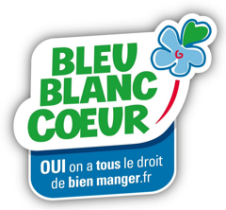 BLEU
BLANC
COEUR
OUI on a tous le droit
de bien manger.fr